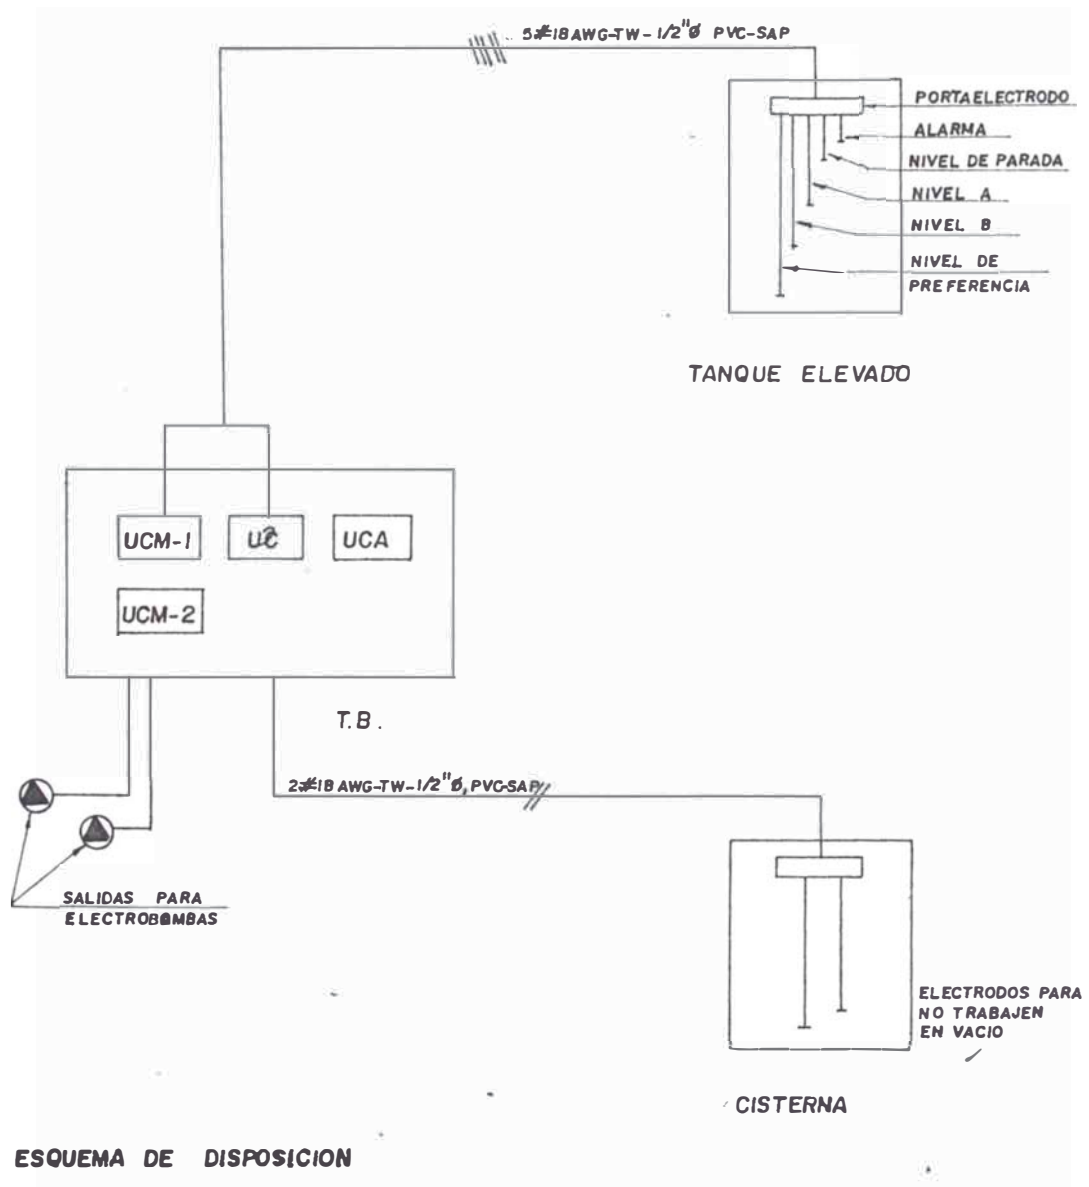 5#18AWG-TW-1/2"Ø PVC-SAP
PORTAELECTRODO
ALARMA
NIVEL DE PARADA
NIVEL A
NIVEL B
NIVEL DE
PREFERENCIA
TANQUE ELEVADO
UCM-1
UCA
UCM-2
T.B.
2#18 AWG-TW-1/2"Ø, PVC-SAP
SALIDAS PARA
ELECTROBOMBAS
ELECTRODOS PARA
NO TRABAJEN
EN VACIO
CISTERNA
ESQUEMA DE DISPOSICION